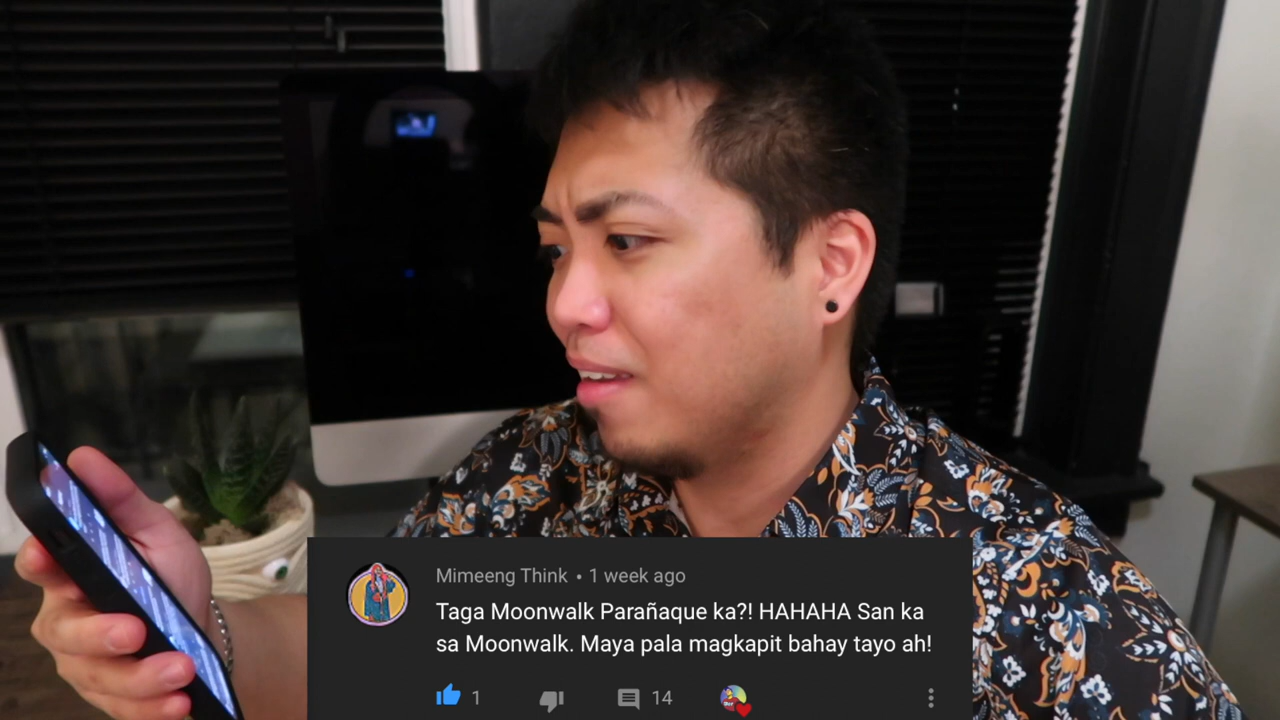 Mimeeng Think • 1 week ago
Taga Moonwalk Parañaque ka?! HAHAHA San ka
sa Moonwalk. Maya pala magkapit bahay tayo ah!
1
14